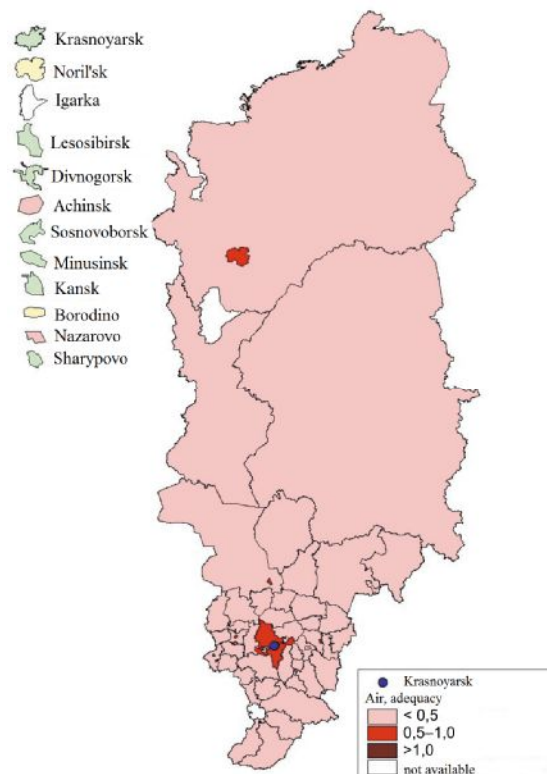 Krasnoyarsk
Noril'sk
Igarka
Lesosibirsk
Divnogorsk
Achinsk
Sosnovoborsk
Minusinsk
Kansk
Borodino
Nazarovo
Sharypovo
Krasnoyarsk
Air, adequacy
< 0,5
0,5–1,0
>1,0
not available